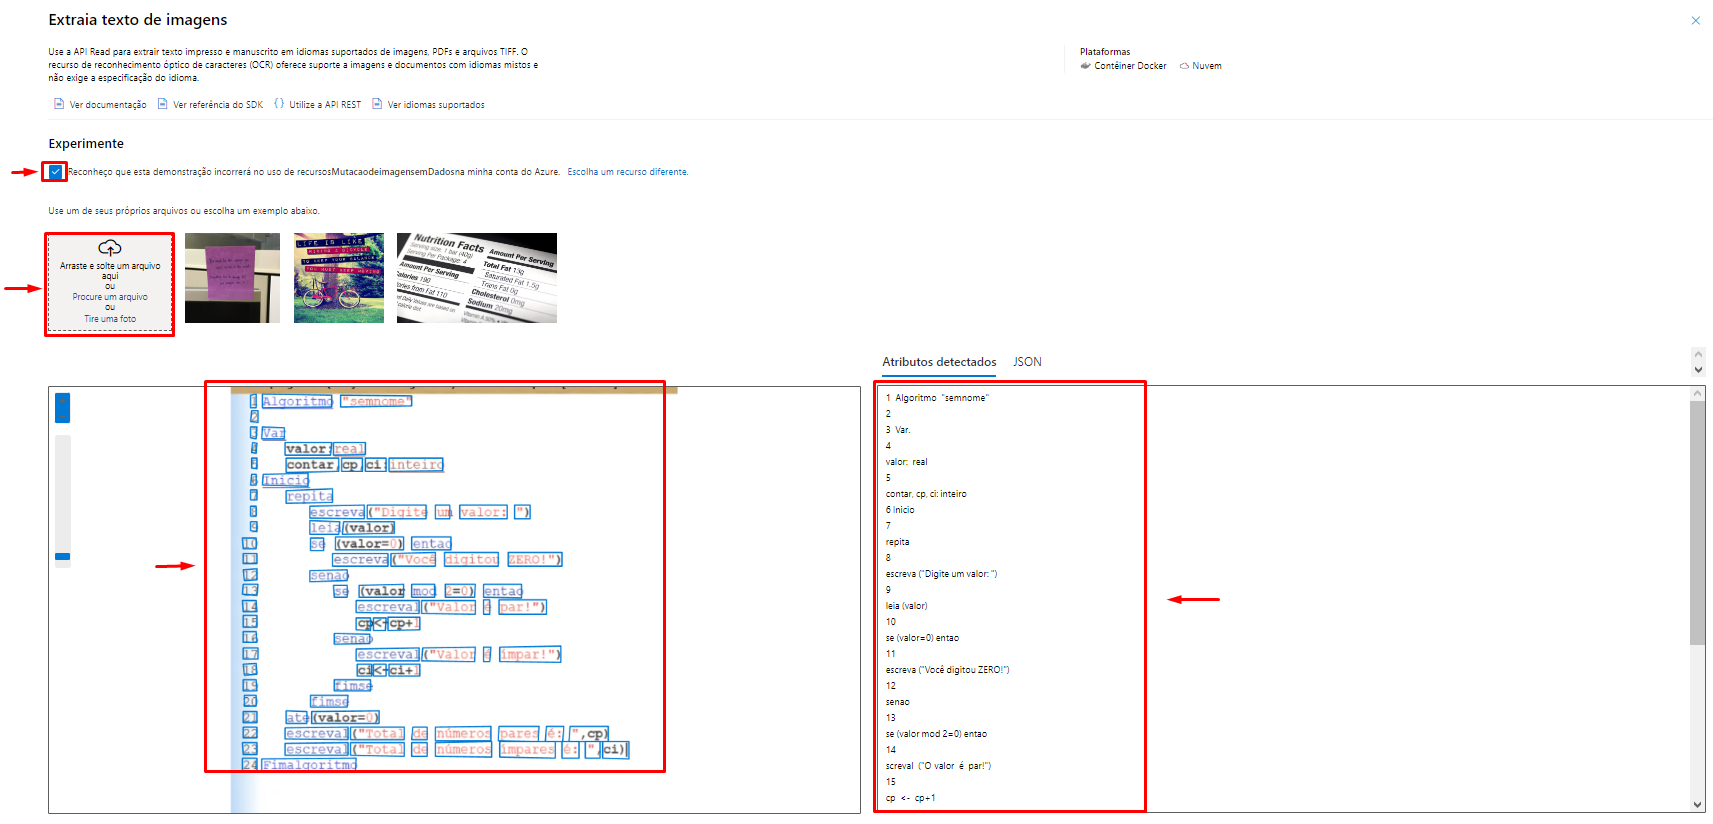 Extraia texto de imagens
Use a API Read para extrair texto impresso e manuscrito em idiomas suportados de imagens, PDFs e arquivos TIFF. O
recurso de reconhecimento óptico de caracteres (OCR) oferece suporte a imagens e documentos com idiomas mistos e
não exige a especificação do idioma.
Plataformas
Contêiner Docker Nuvem
Ver documentação Ver referência do SDK {} Utilize a API REST Ver idiomas suportados
Experimente
Reconheço que esta demonstração incorrerá no uso de recursosMutacaodeimagensemDadosna minha conta do Azure. Escolha um recurso diferente.
Use um de seus próprios arquivos ou escolha um exemplo abaixo.
Arraste e solte um arquivo
aqui
ou
Procure um arquivo
ou
Tire uma foto
LIFE IS LIKE
RIDING A BICYCLE
TO KEEP YOUR BALANCE
YOU MUST KEEP MOVING
Nutrition Facts
Serving size: 1 bar (40g)
Serving Per Package: 4
Amount Per Serving
Total Fat 13g
Saturated Fat 1.5g
Trans Fat 0g
Amount Per Serving
Calories 190
Calories from Fat 110
Cholesterol 0mg
Sodium 20mg
Atributos detectados JSON
1 Algoritmo "semnome"
2
3 Var
4 valor:real
5 contar,cp,ci:inteiro
6 Inicio
7 repita
8 escreva("Digite um valor: ")
9 leia(valor)
10 se (valor=0) entao
11 escreva("Você digitou ZERO!")
12 senao
13 se (valor mod 2=0) entao
14 escreval("Valor é par!")
15 cp<-cp+1
16 senao
17 escreval("Valor é ímpar!")
18 ci<-ci+1
19 fimse
20 fimse
21 ate(valor=0)
22 escreval("Total de números pares é: ",cp)
23 escreval("Total de números ímpares é: ",ci)
24 Fimalgoritmo
1 Algoritmo "semnome"
2
3 Var.
4
valor: real
5
contar, cp, ci: inteiro
6 Inicio
7
repita
8
escreva ("Digite um valor: ")
9
leia (valor)
10
se (valor=0) entao
11
escreva ("Você digitou ZERO!")
12
senao
13
se (valor mod 2=0) entao
14
screval ("O valor é par!")
15
cp <- cp+1